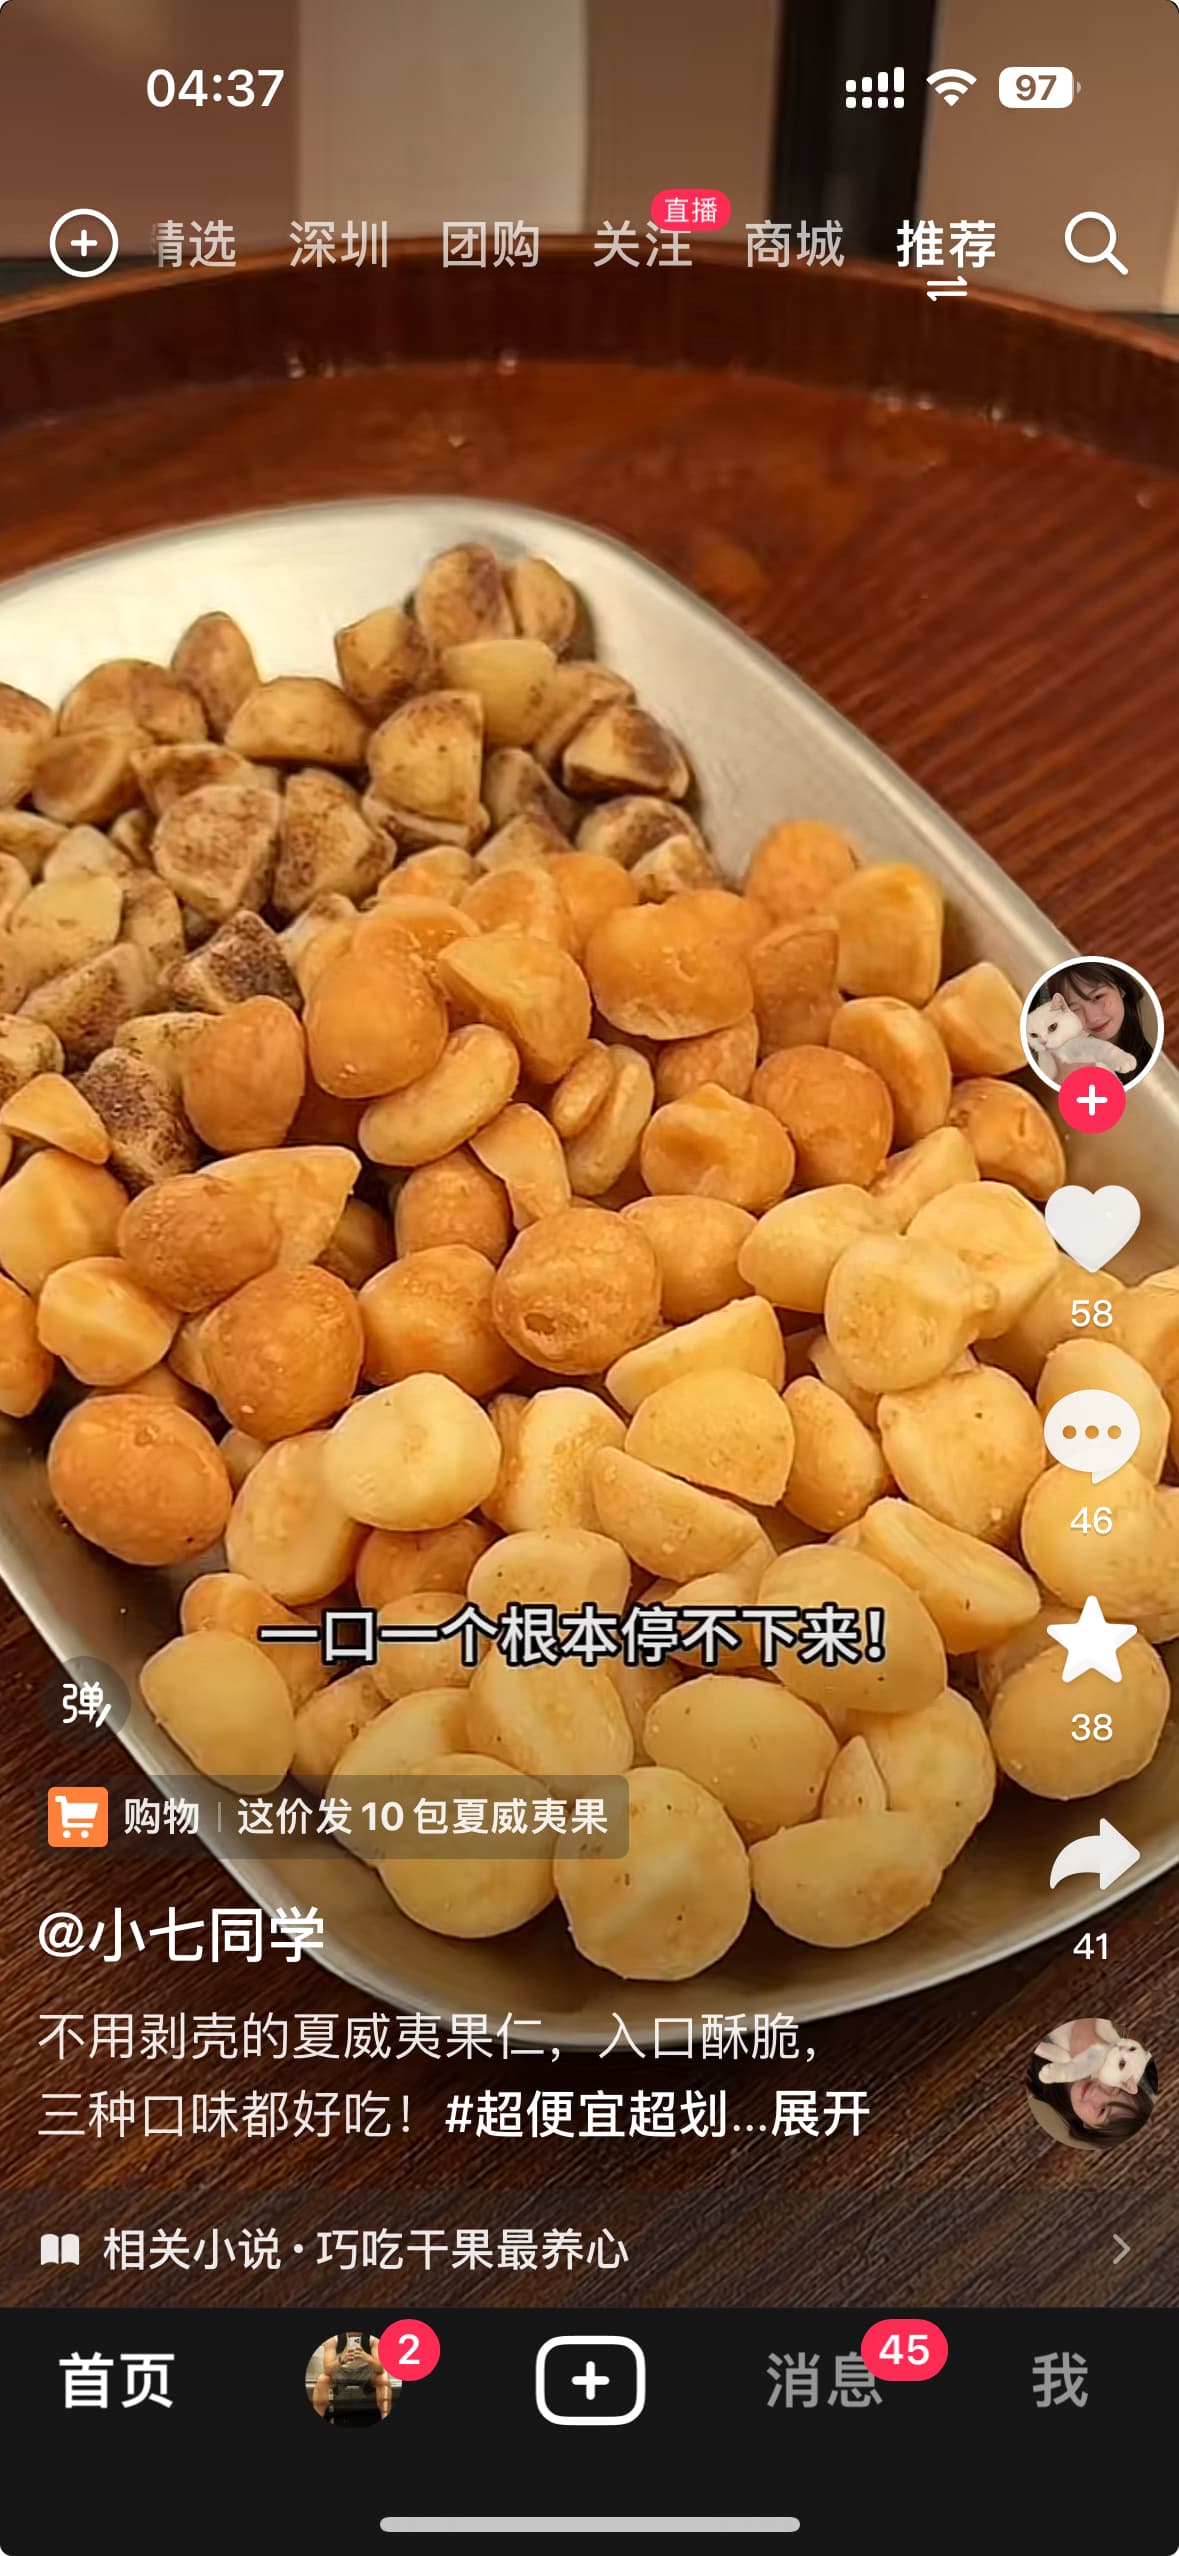 04:37
97
直播
精选 深圳 团购 关注 商城 推荐
58
46
一口一个根本停不下来！
弹
38
购物 | 这价发 10 包夏威夷果
@小七同学
41
不用剥壳的夏威夷果仁，入口酥脆，
三种口味都好吃！#超便宜超划...展开
相关小说·巧吃干果最养心
首页 2 消息 45 我